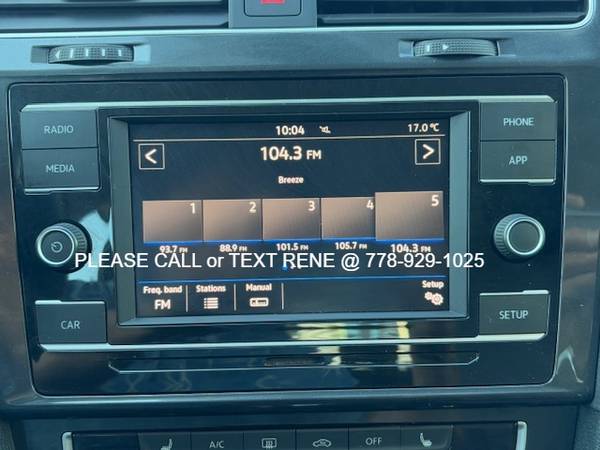 10:04 17.0 °C
RADIO
MEDIA
CAR
PHONE
APP
SETUP
104.3 FM
Breeze
1 2 3 4 5
93.7 FM 88.9 FM 101.5 FM 105.7 FM 104.3 FM
PLEASE CALL or TEXT RENE @ 778-929-1025
Freq. band Stations Manual Setup
FM
A/C OFF